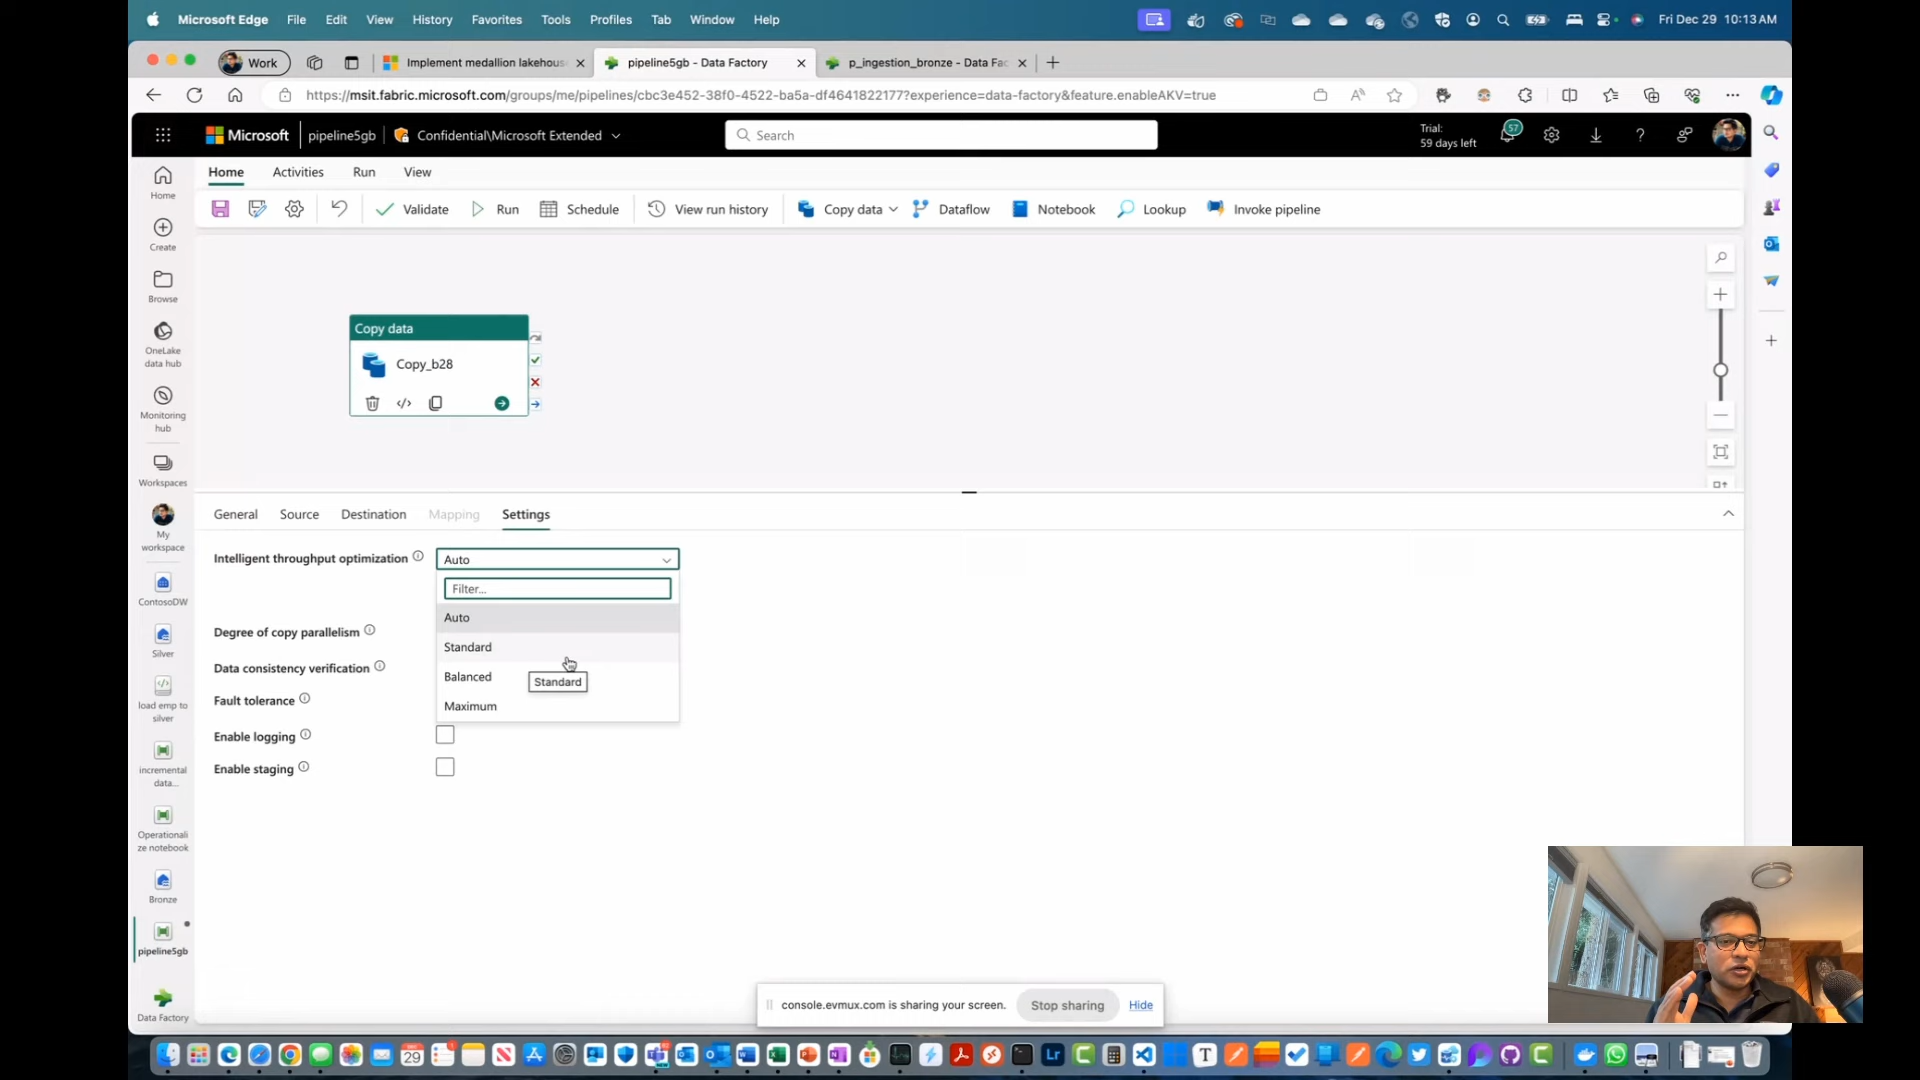 Microsoft Edge File Edit View History Favorites Tools Profiles Tab Window Help Fri Dec 29 10:13 AM
Work Implement medallion lakehous pipeline5gb - Data Factory p_ingestion_bronze - Data Fac
https://msit.fabric.microsoft.com/groups/me/pipelines/cbc3e452-38f0-4522-ba5a-df4641822177?experience=data-factory&feature.enableAKV=true
Microsoft pipeline5gb Confidential\Microsoft Extended Search Trial: 57
59 days left
Home Activities Run View
Validate Run Schedule View run history Copy data Dataflow Notebook Lookup Invoke pipeline
Home
Create
Browse
OneLake
data hub
Monitoring
hub
Workspaces
My
workspace
ContosoDW
Silver
load emp to
silver
incremental
data...
Operationali
ze notebook
Bronze
pipeline5gb
Data Factory
Copy data
Copy_b28
General Source Destination Mapping Settings
Intelligent throughput optimization Auto
Filter...
Auto
Standard
Balanced
Maximum
Standard
Degree of copy parallelism
Data consistency verification
Fault tolerance
Enable logging
Enable staging
console.evmux.com is sharing your screen. Stop sharing Hide
29
Lr
T